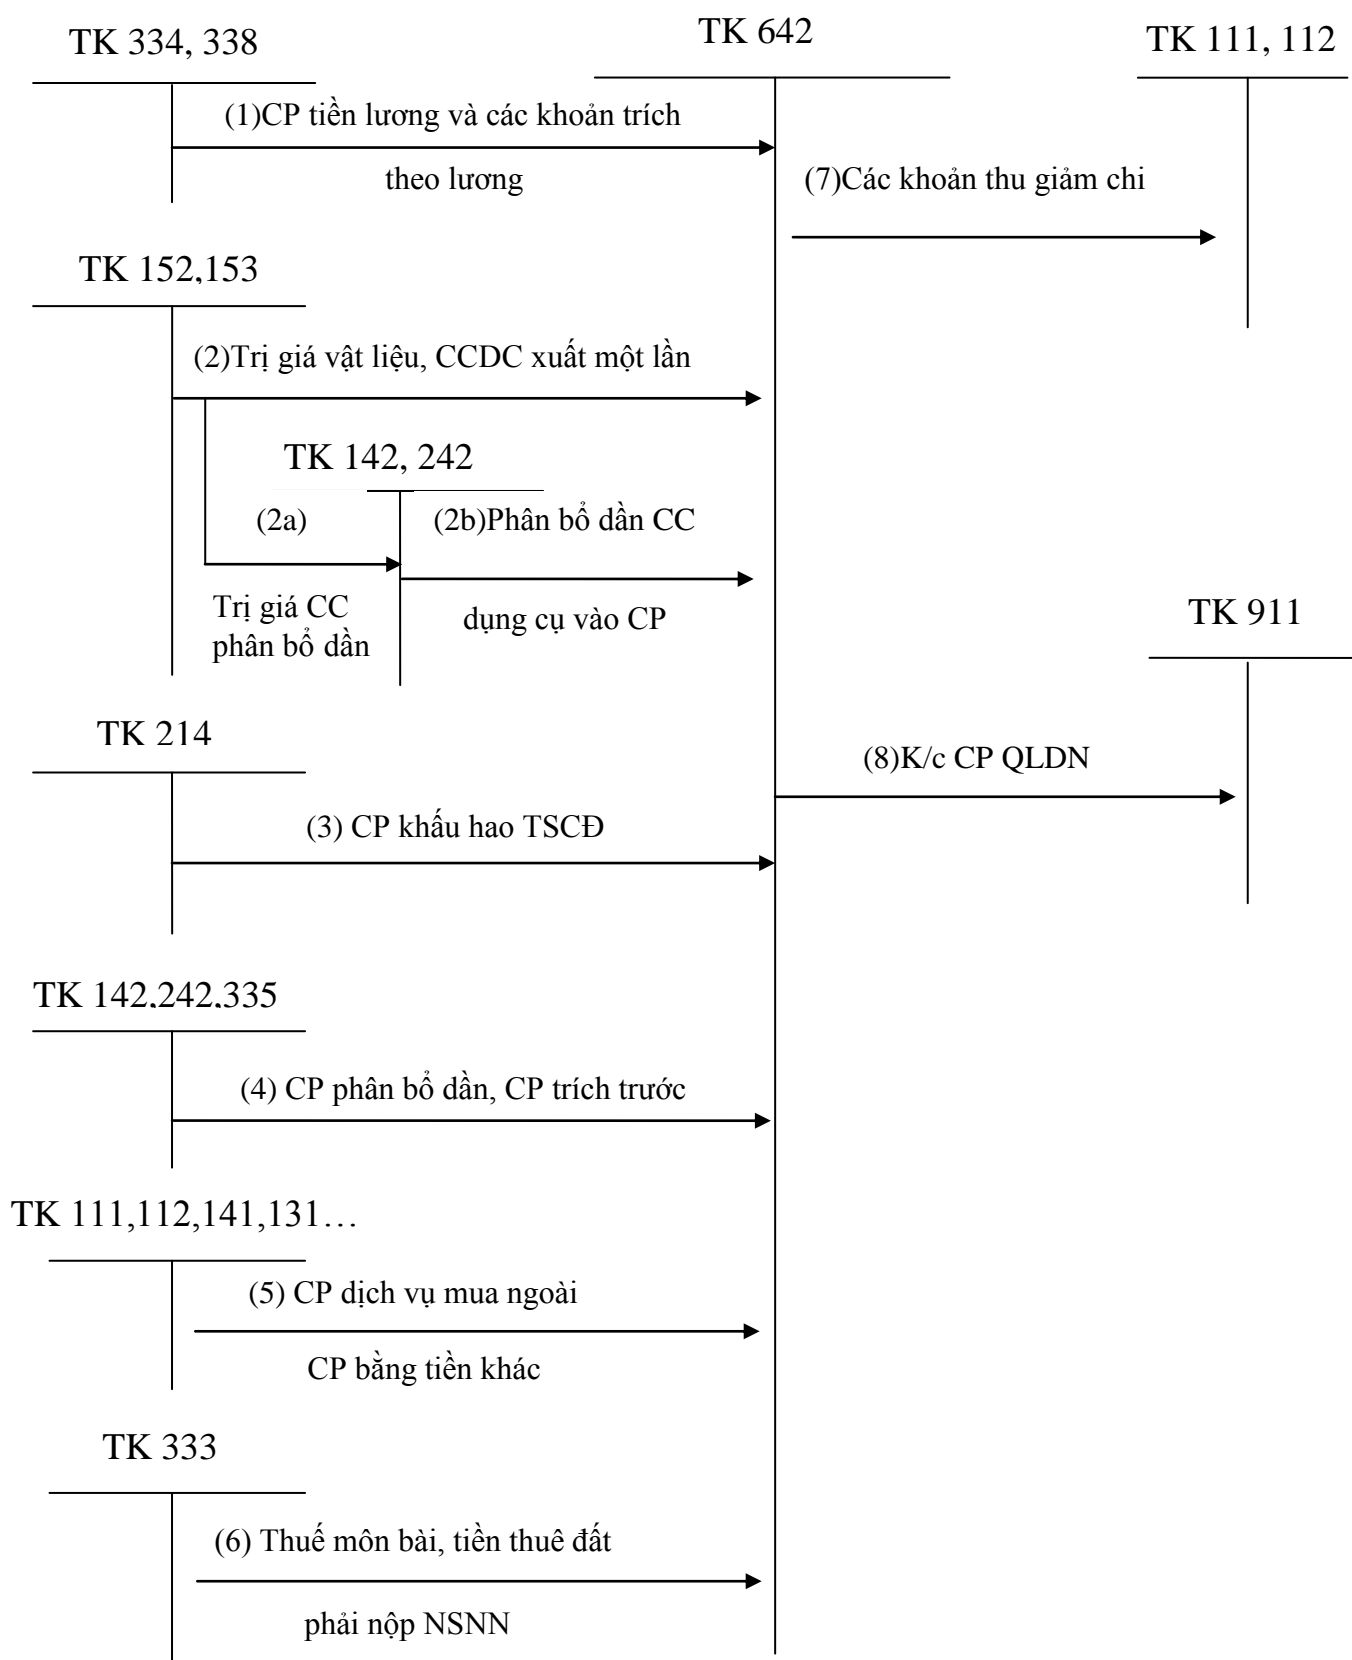 TK 334, 338
TK 642
TK 111, 112
(1)CP tiền lương và các khoản trích
theo lương
(7)Các khoản thu giảm chi
TK 152,153
(2)Trị giá vật liệu, CCDC xuất một lần
TK 142, 242
(2a)
(2b)Phân bổ dần CC
Trị giá CC
phân bổ dần
dụng cụ vào CP
TK 911
TK 214
(8)K/c CP QLDN
(3) CP khấu hao TSCĐ
TK 142,242,335
(4) CP phân bổ dần, CP trích trước
TK 111,112,141,131…
(5) CP dịch vụ mua ngoài
CP bằng tiền khác
TK 333
(6) Thuế môn bài, tiền thuê đất
phải nộp NSNN